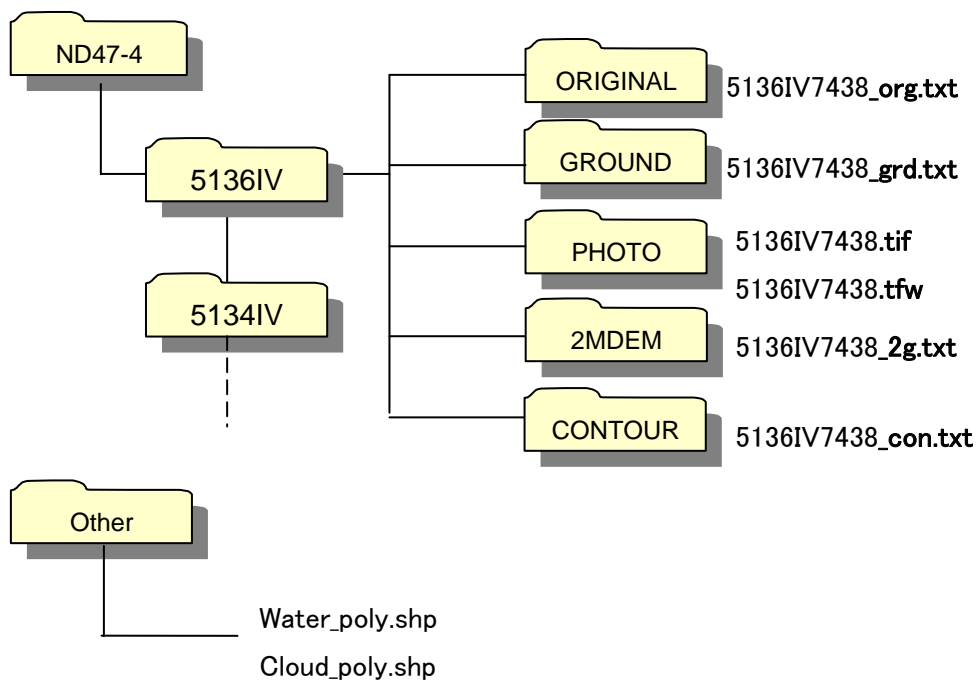 ND47-4
5136IV
5134IV
ORIGINAL
5136IV7438_org.txt
GROUND
5136IV7438_grd.txt
PHOTO
5136IV7438.tif
5136IV7438.tfw
2MDEM
5136IV7438_2g.txt
CONTOUR
5136IV7438_con.txt
Other
Water_poly.shp
Cloud_poly.shp